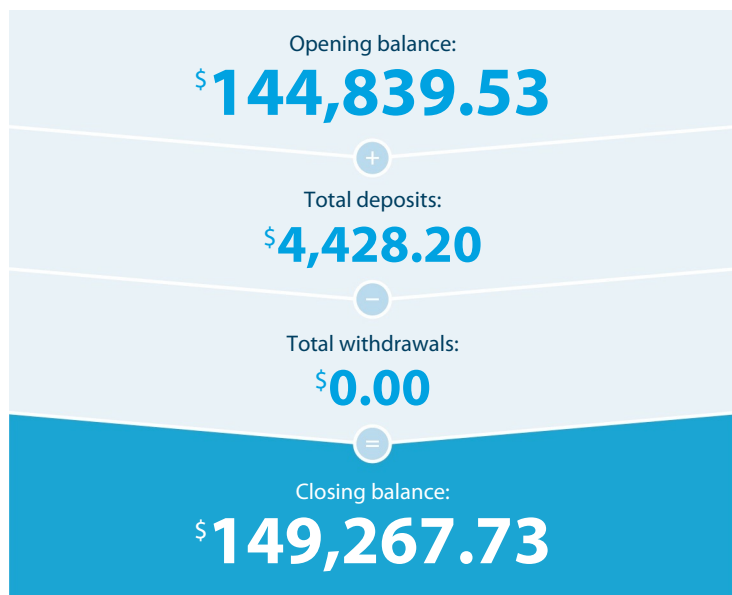 Opening balance:
$144,839.53
+
Total deposits:
$4,428.20
−
Total withdrawals:
$0.00
=
Closing balance:
$149,267.73